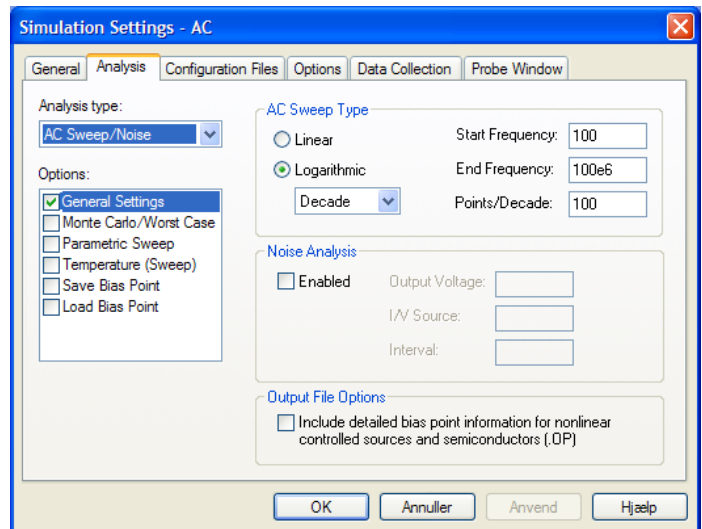 Simulation Settings - AC
General Analysis Configuration Files Options Data Collection Probe Window
Analysis type:
AC Sweep/Noise
Options:
General Settings
Monte Carlo/Worst Case
Parametric Sweep
Temperature (Sweep)
Save Bias Point
Load Bias Point
AC Sweep Type
Linear
Logarithmic
Decade
Start Frequency: 100
End Frequency: 100e6
Points/Decade: 100
Noise Analysis
Enabled
Output Voltage:
I/V Source:
Interval:
Output File Options
Include detailed bias point information for nonlinear
controlled sources and semiconductors (.OP)
OK Annuller Anvend Hjælp